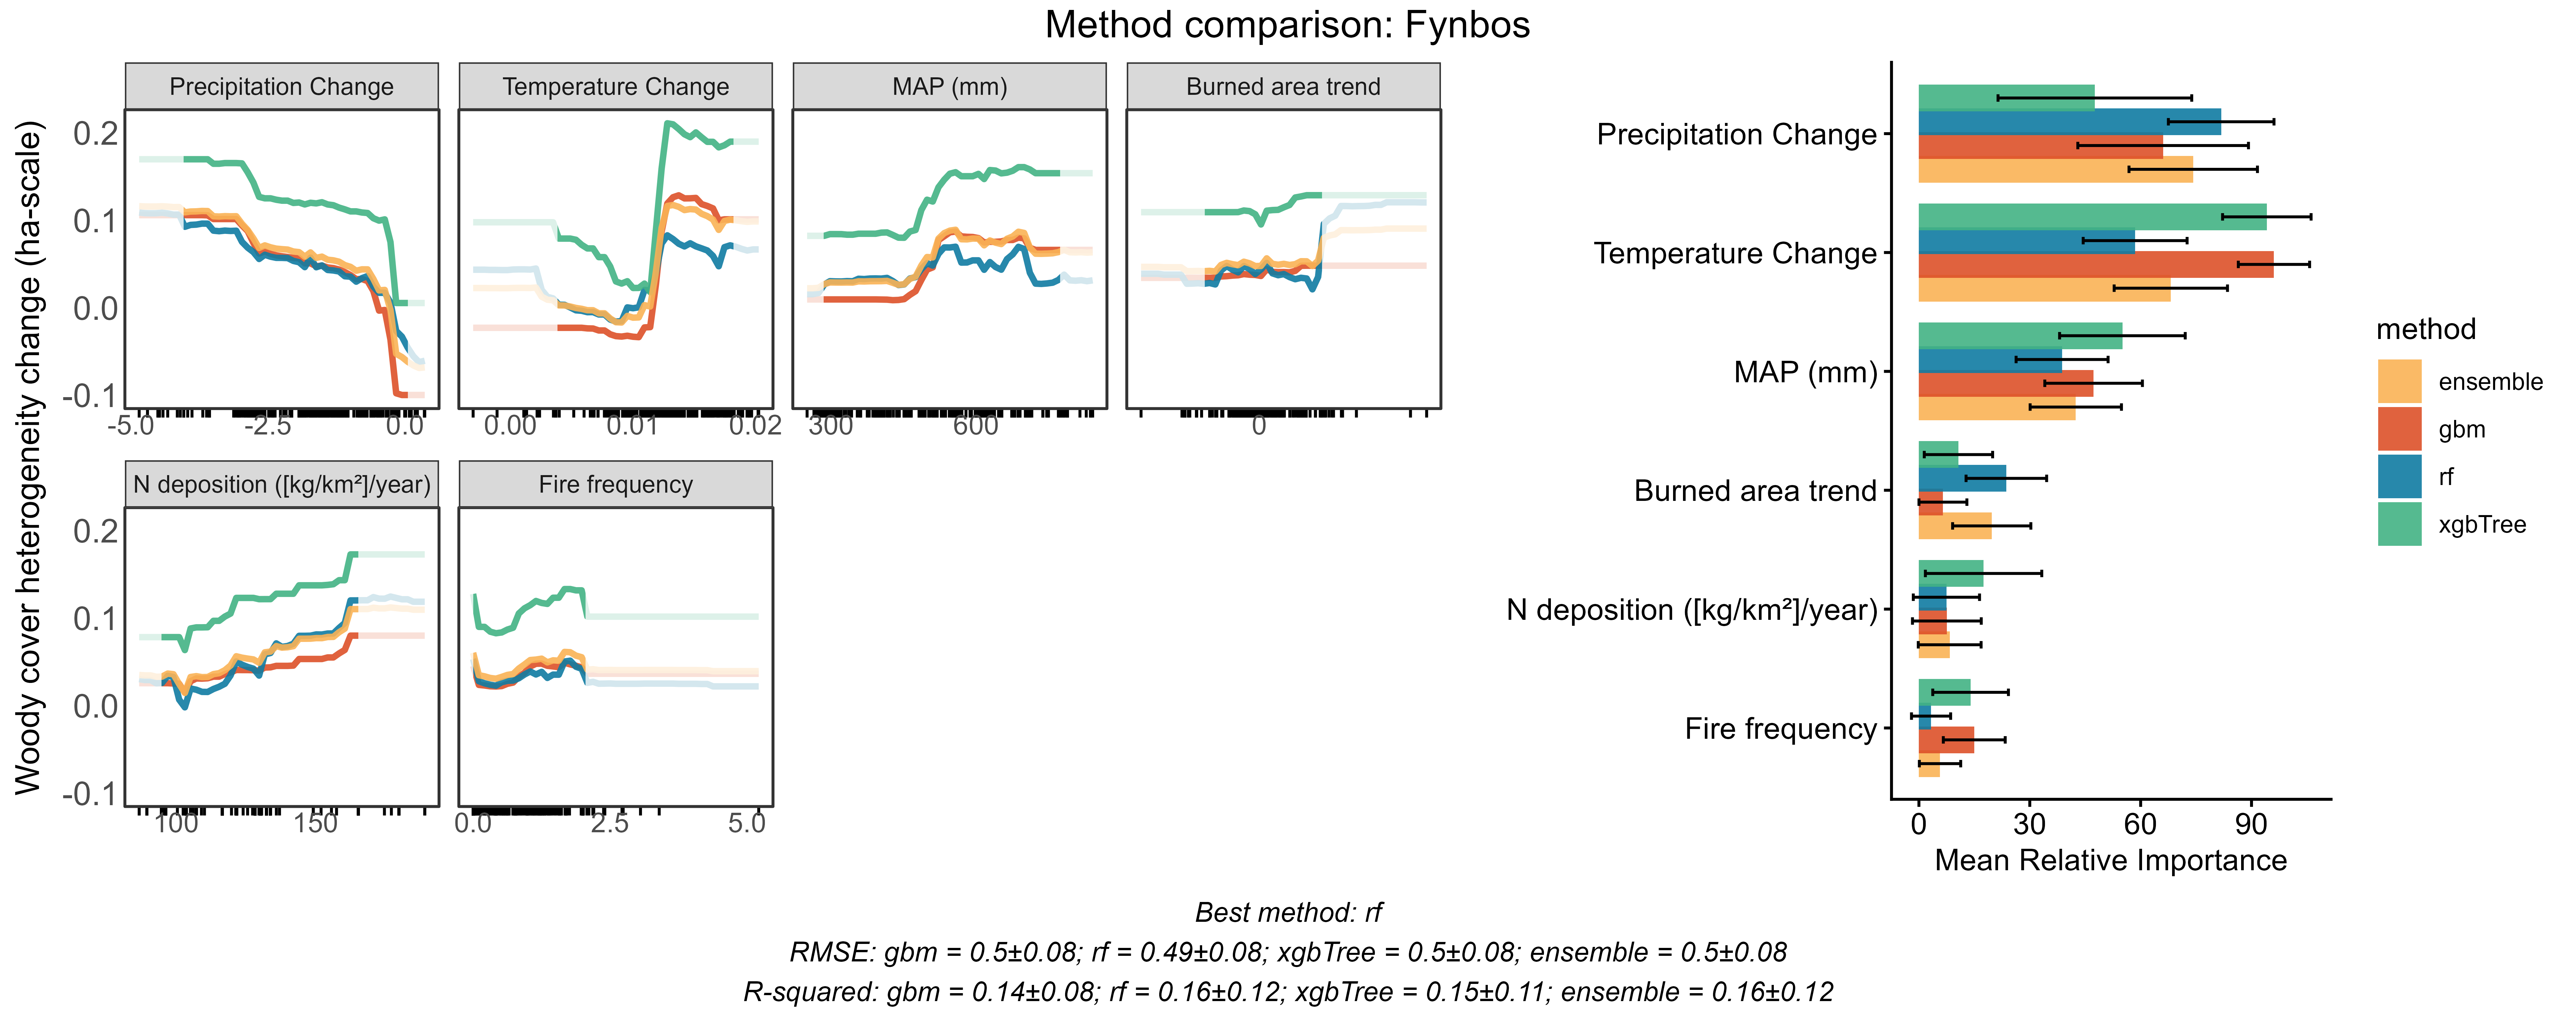 Method comparison: Fynbos
Woody cover heterogeneity change (ha-scale)
Precipitation Change
Temperature Change
MAP (mm)
Burned area trend
0.2
0.1
0.0
-0.1
-5.0 -2.5 0.0
0.00 0.01 0.02
300 600
0
N deposition ([kg/km²]/year)
Fire frequency
0.2
0.1
0.0
-0.1
100 150
0.0 2.5 5.0
Precipitation Change
Temperature Change
MAP (mm)
Burned area trend
N deposition ([kg/km²]/year)
Fire frequency
0 30 60 90
Mean Relative Importance
method
ensemble
gbm
rf
xgbTree
Best method: rf
RMSE: gbm = 0.5±0.08; rf = 0.49±0.08; xgbTree = 0.5±0.08; ensemble = 0.5±0.08
R-squared: gbm = 0.14±0.08; rf = 0.16±0.12; xgbTree = 0.15±0.11; ensemble = 0.16±0.12